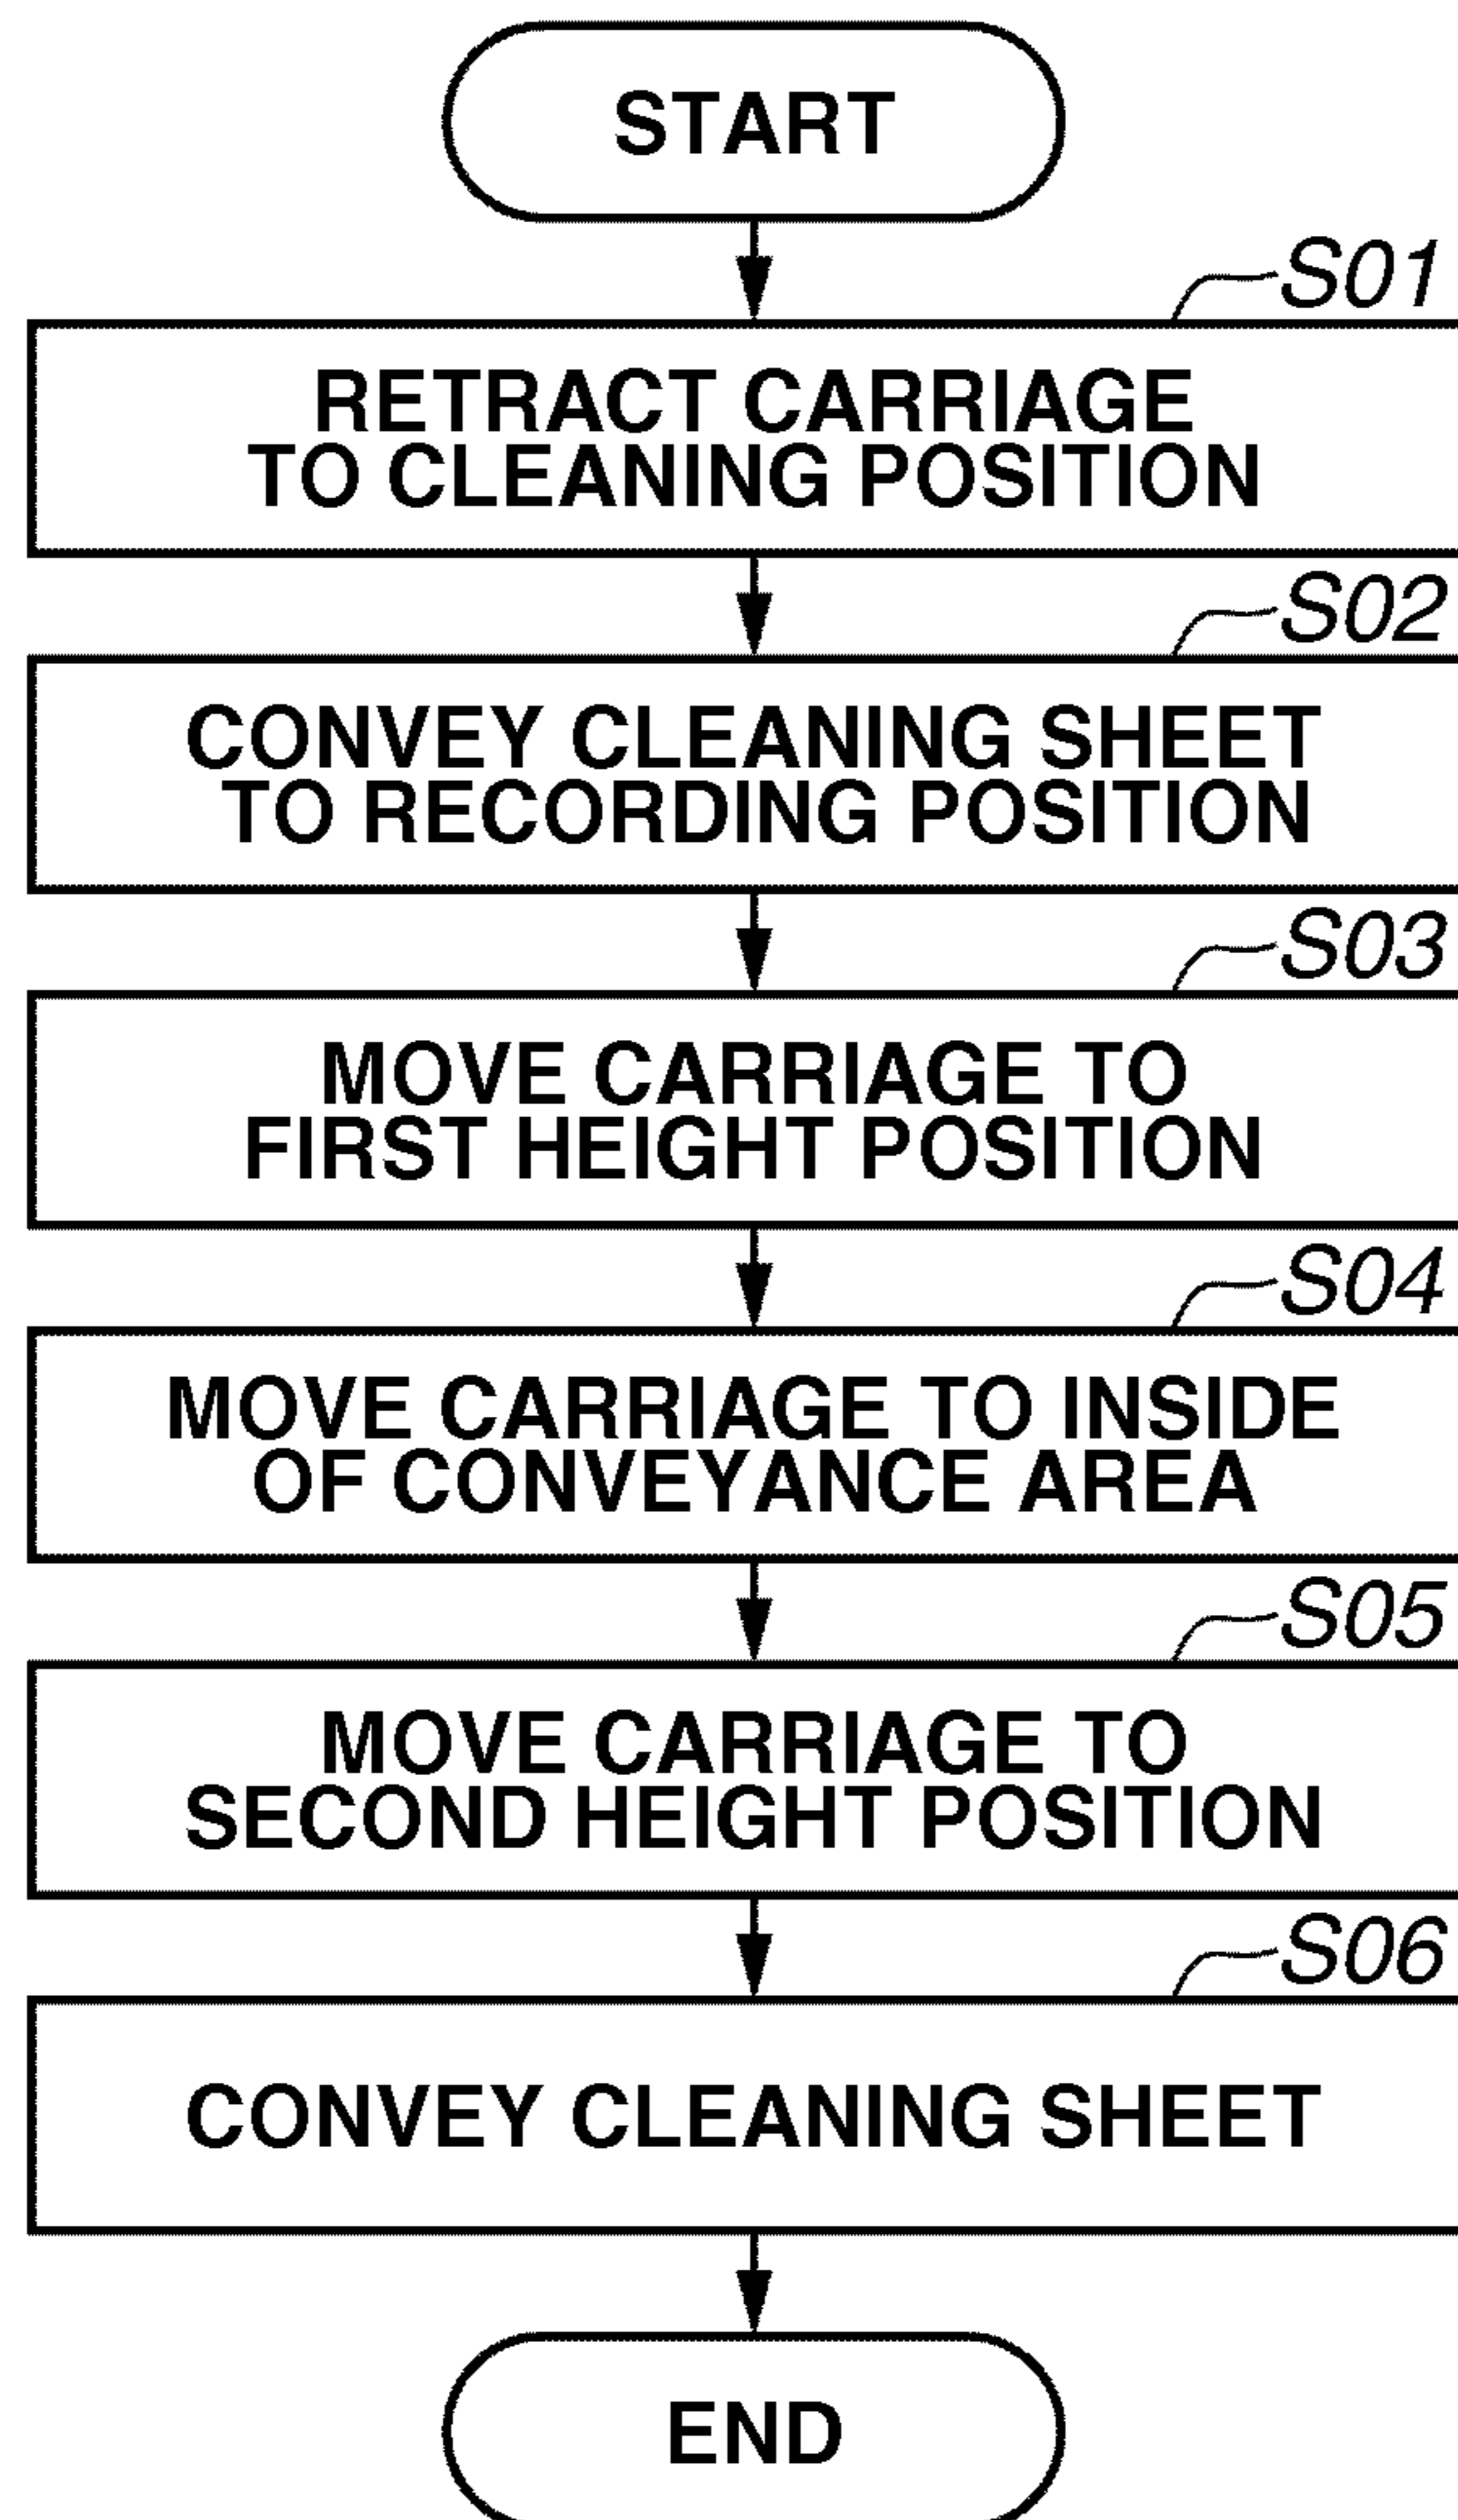 START
S01
RETRACT CARRIAGE
TO CLEANING POSITION
S02
CONVEY CLEANING SHEET
TO RECORDING POSITION
S03
MOVE CARRIAGE TO
FIRST HEIGHT POSITION
S04
MOVE CARRIAGE TO INSIDE
OF CONVEYANCE AREA
S05
MOVE CARRIAGE TO
SECOND HEIGHT POSITION
S06
CONVEY CLEANING SHEET
END